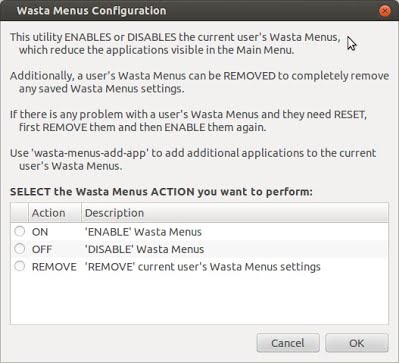 Wasta Menus Configuration
This utility ENABLES or DISABLES the current user's Wasta Menus,
which reduce the applications visible in the Main Menu.
Additionally, a user's Wasta Menus can be REMOVED to completely remove
any saved Wasta Menus settings.
If there is any problem with a user's Wasta Menus and they need RESET,
first REMOVE them and then ENABLE them again.
Use 'wasta-menus-add-app' to add additional applications to the current
user's Wasta Menus.
SELECT the Wasta Menus ACTION you want to perform:
Action Description
ON 'ENABLE' Wasta Menus
OFF 'DISABLE' Wasta Menus
REMOVE 'REMOVE' current user's Wasta Menus settings
Cancel OK